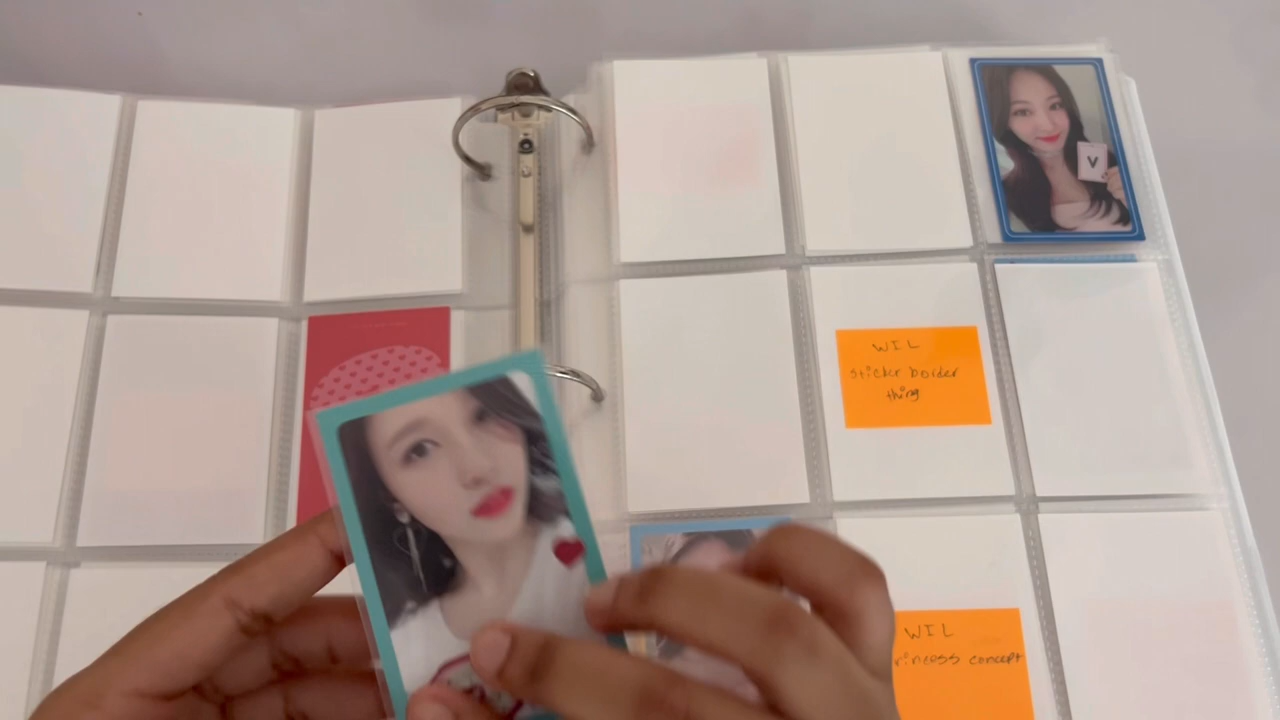 V
WIL
sticker border
thing
WIL
rincess concept